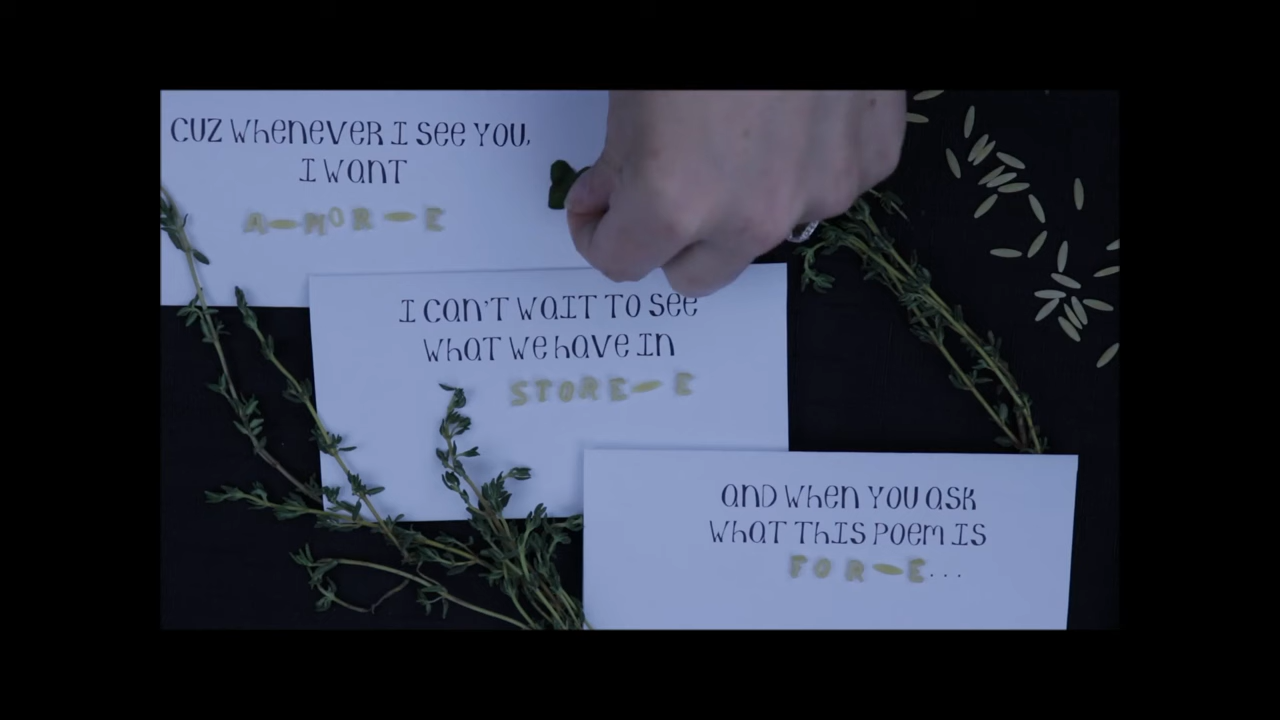 CUZ WHENEVER I SEE YOU,
I WANT
A-MOR-E
I CAN'T WAIT TO SEE
WHAT WE HAVE IN
STORE-E
AND WHEN YOU ASK
WHAT THIS POEM IS
FOR-E...